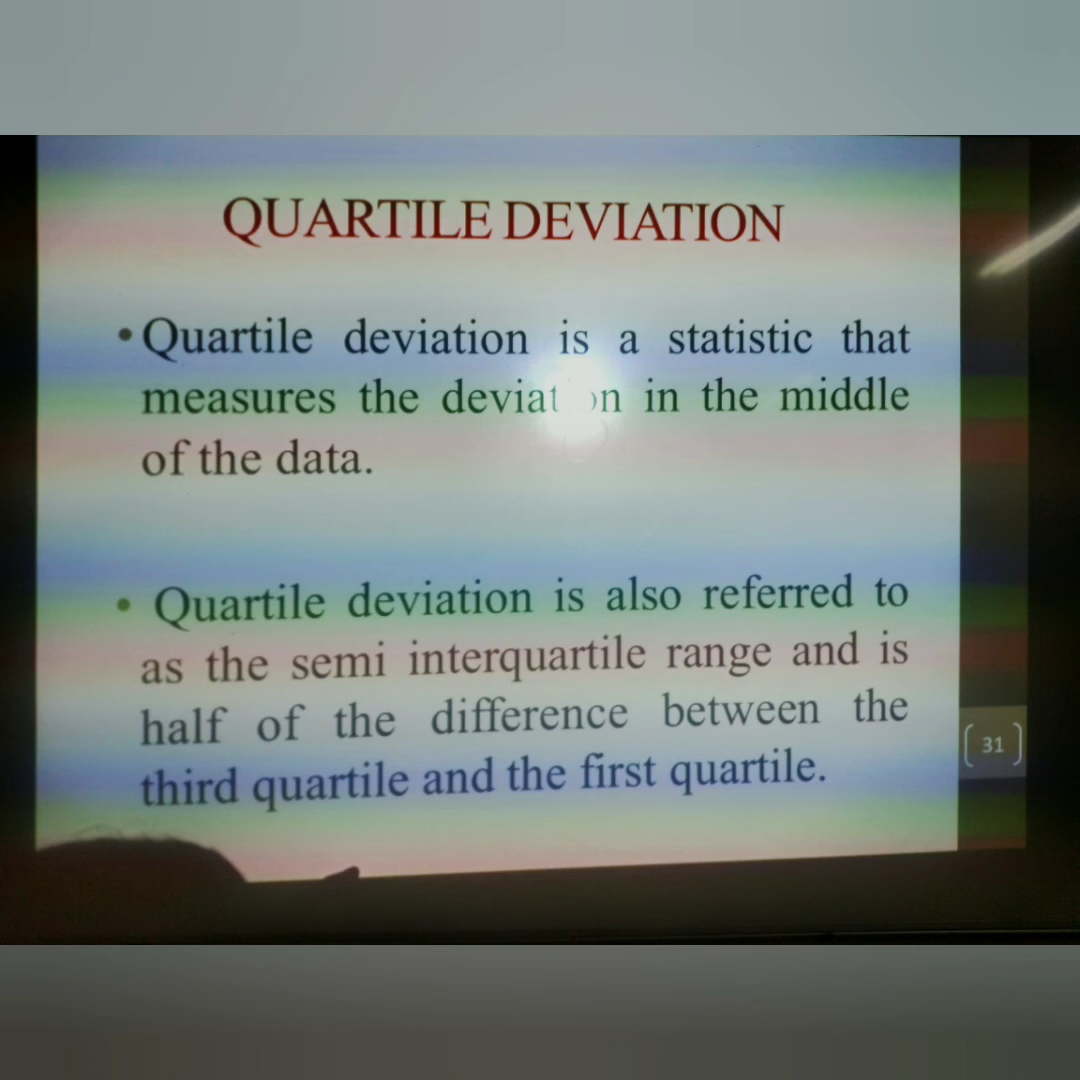 QUARTILE DEVIATION
• Quartile deviation is a statistic that
measures the deviation in the middle
of the data.
• Quartile deviation is also referred to
as the semi interquartile range and is
half of the difference between the
third quartile and the first quartile.
31